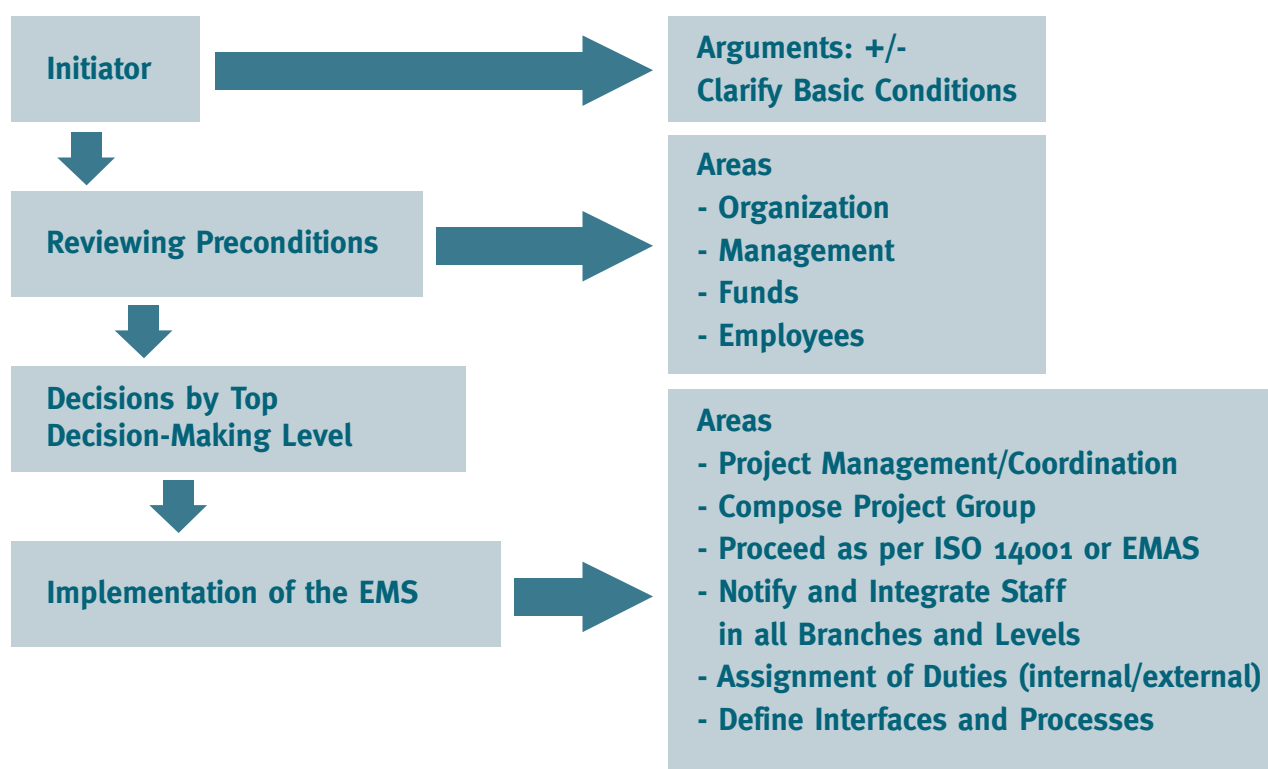 Initiator
Arguments: +/-
Clarify Basic Conditions
Reviewing Preconditions
Areas
- Organization
- Management
- Funds
- Employees
Decisions by Top
Decision-Making Level
Implementation of the EMS
Areas
- Project Management/Coordination
- Compose Project Group
- Proceed as per ISO 14001 or EMAS
- Notify and Integrate Staff
in all Branches and Levels
- Assignment of Duties (internal/external)
- Define Interfaces and Processes